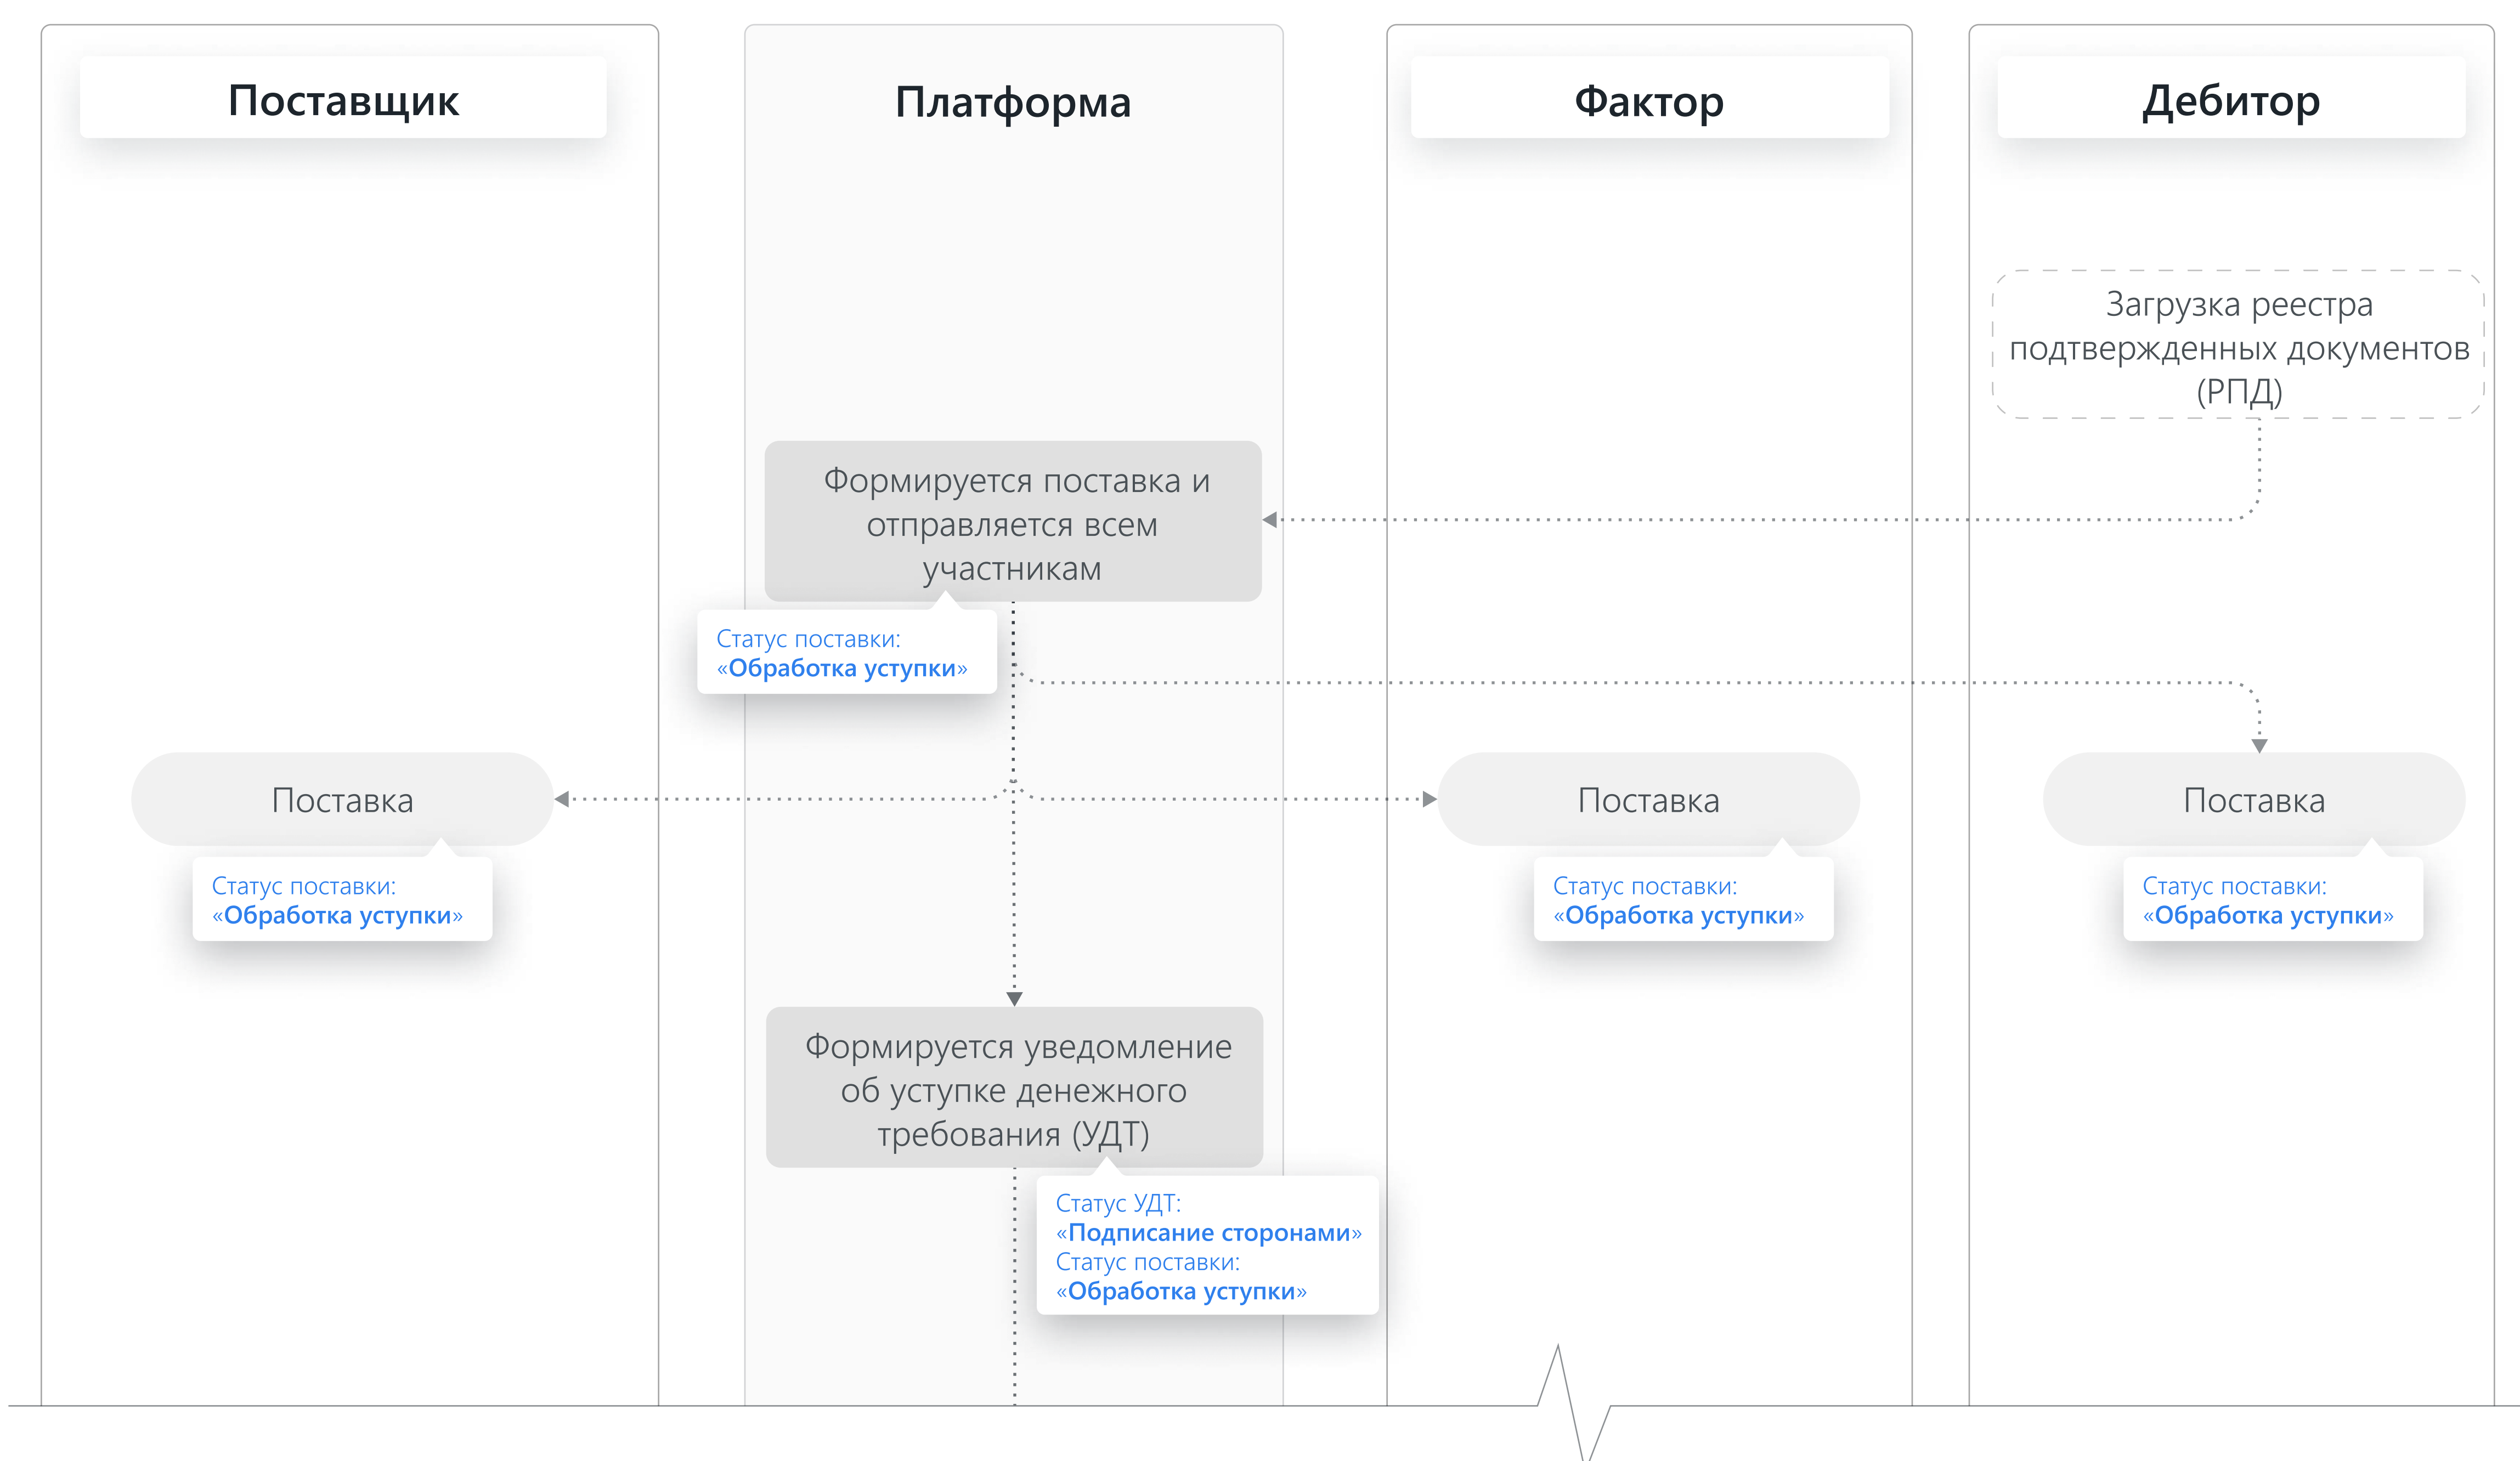 Поставщик
Платформа
Фактор
Дебитор
Загрузка реестра
подтвержденных документов
(РПД)
Формируется поставка и
отправляется всем
участникам
Статус поставки:
«Обработка уступки»
Поставка
Статус поставки:
«Обработка уступки»
Поставка
Статус поставки:
«Обработка уступки»
Поставка
Статус поставки:
«Обработка уступки»
Формируется уведомление
об уступке денежного
требования (УДТ)
Статус УДТ:
«Подписание сторонами»
Статус поставки:
«Обработка уступки»